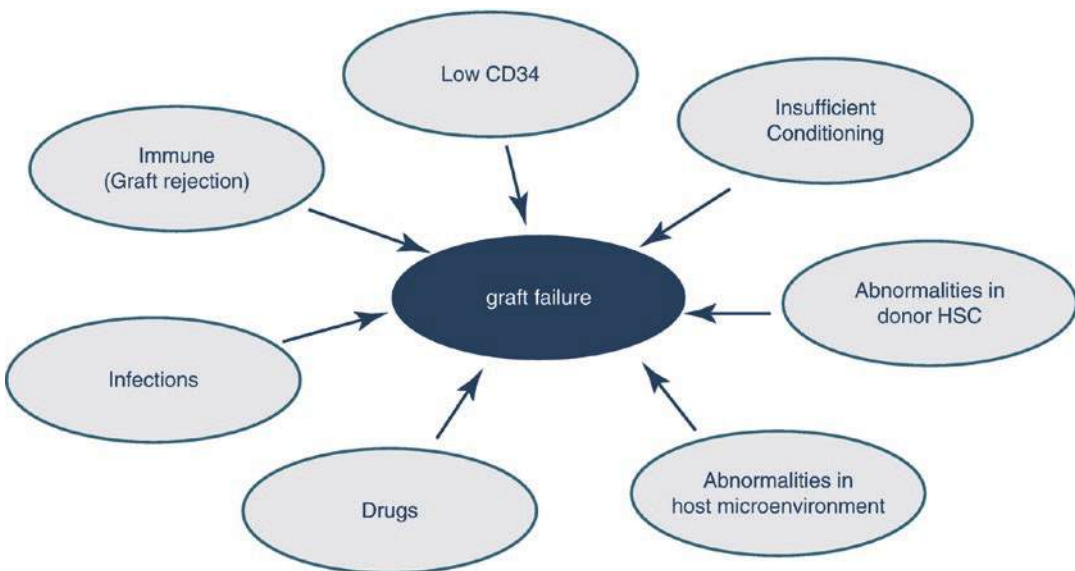 Low CD34
Insufficient
Conditioning
Immune
(Graft rejection)
graft failure
Abnormalities in
donor HSC
Infections
Drugs
Abnormalities in
host microenvironment